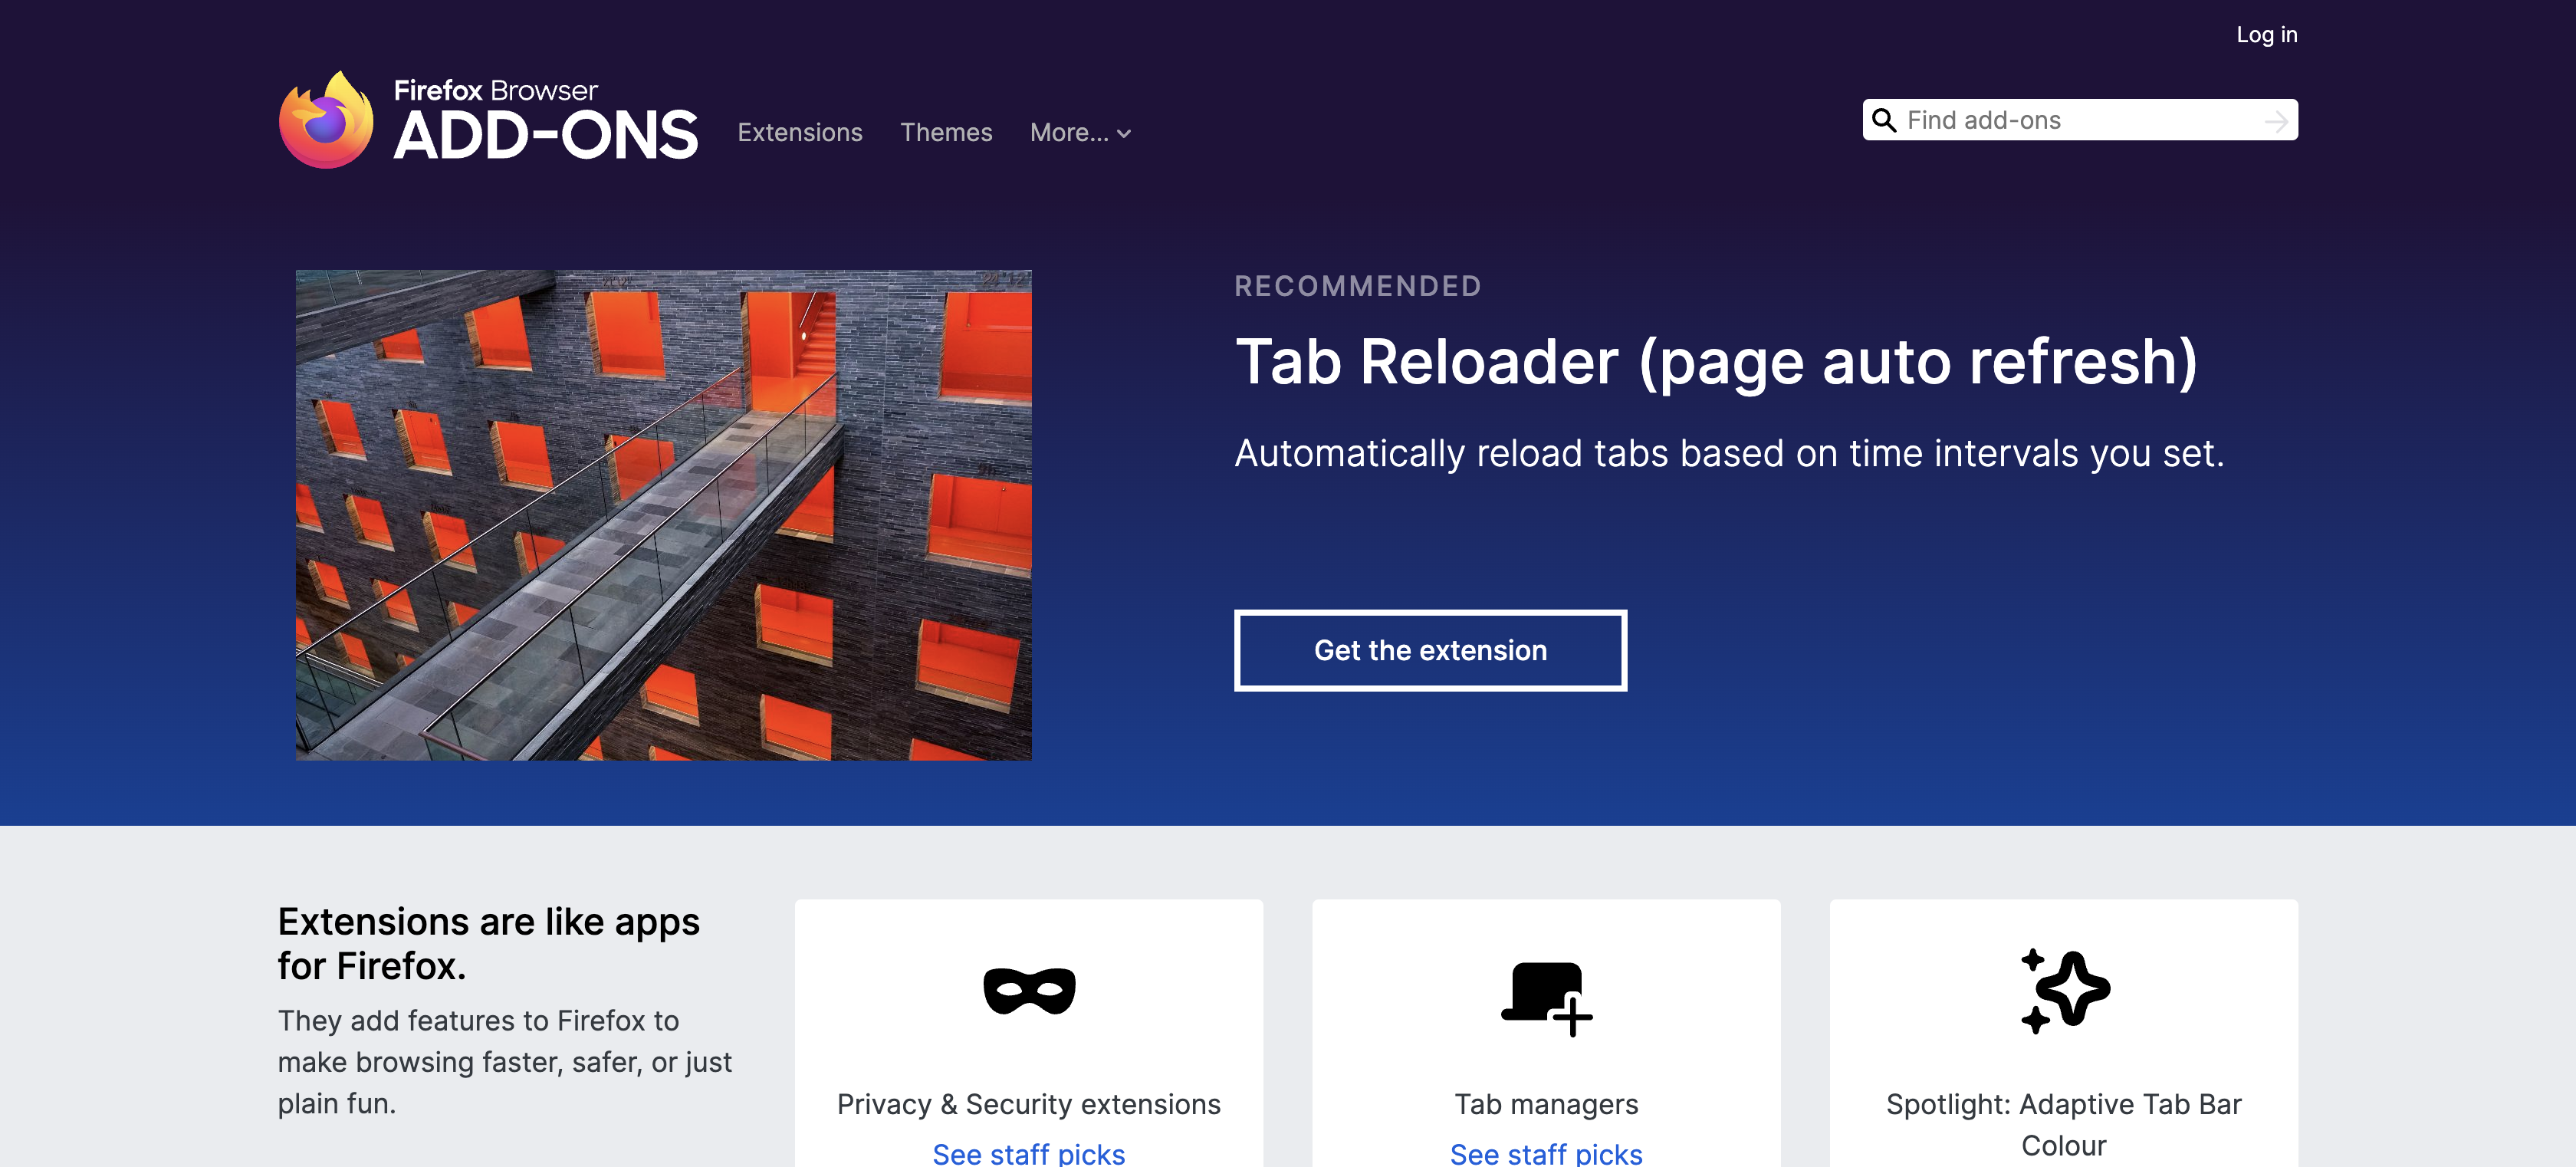 Log in
Firefox Browser
ADD-ONS
Extensions
Themes
More...
Find add-ons
RECOMMENDED
Tab Reloader (page auto refresh)
Automatically reload tabs based on time intervals you set.
Get the extension
Extensions are like apps
for Firefox.
They add features to Firefox to
make browsing faster, safer, or just
plain fun.
Privacy & Security extensions
See staff picks
Tab managers
See staff picks
Spotlight: Adaptive Tab Bar
Colour